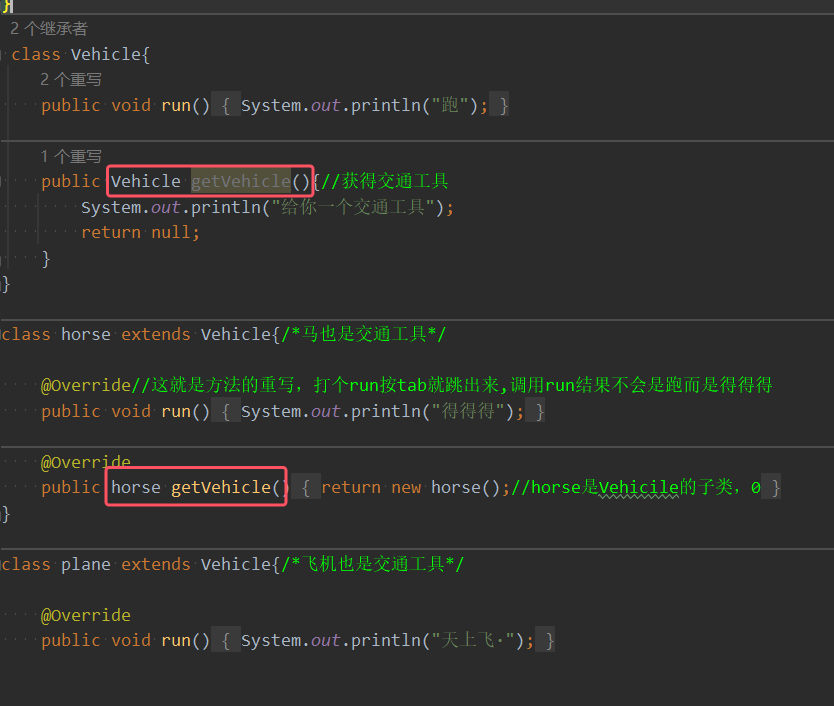 }
2 个继承者
class Vehicle{
2 个重写
public void run() { System.out.println("跑"); }
1 个重写
public Vehicle getVehicle(){//获得交通工具
System.out.println("给你一个交通工具");
return null;
}
}
class horse extends Vehicle{/*马也是交通工具*/
@Override//这就是方法的重写，打个run按tab就跳出来,调用run结果不会是跑而是得得得
public void run() { System.out.println("得得得"); }
@Override
public horse getVehicle() { return new horse();//horse是Vehicile的子类，0 }
}
class plane extends Vehicle{/*飞机也是交通工具*/
@Override
public void run() { System.out.println("天上飞·"); }